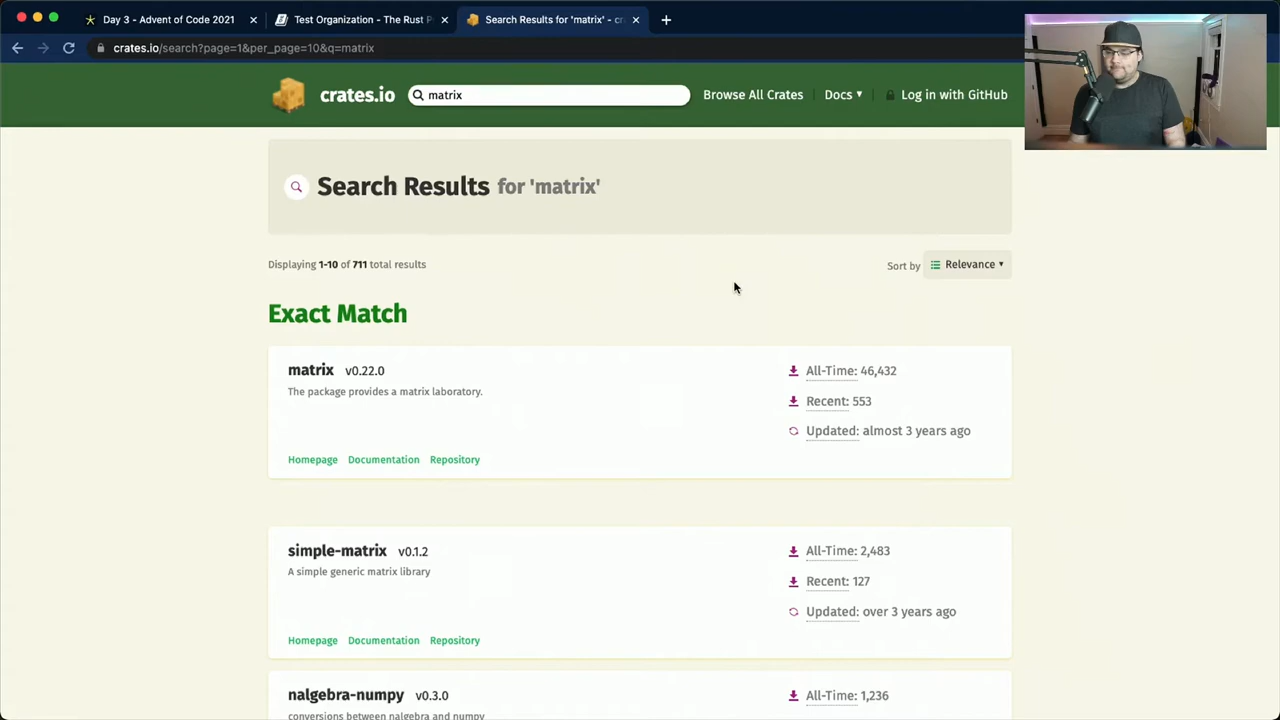 Day 3 - Advent of Code 2021
Test Organization - The Rust P
Search Results for 'matrix' - cr
crates.io/search?page=1&per_page=10&q=matrix
crates.io
matrix
Browse All Crates
Docs
Log in with GitHub
Search Results for 'matrix'
Displaying 1-10 of 711 total results
Sort by
Relevance
Exact Match
matrix v0.22.0
The package provides a matrix laboratory.
All-Time: 46,432
Recent: 553
Updated: almost 3 years ago
Homepage Documentation Repository
simple-matrix v0.1.2
A simple generic matrix library
All-Time: 2,483
Recent: 127
Updated: over 3 years ago
Homepage Documentation Repository
nalgebra-numpy v0.3.0
conversions between nalgebra and numpy
All-Time: 1,236